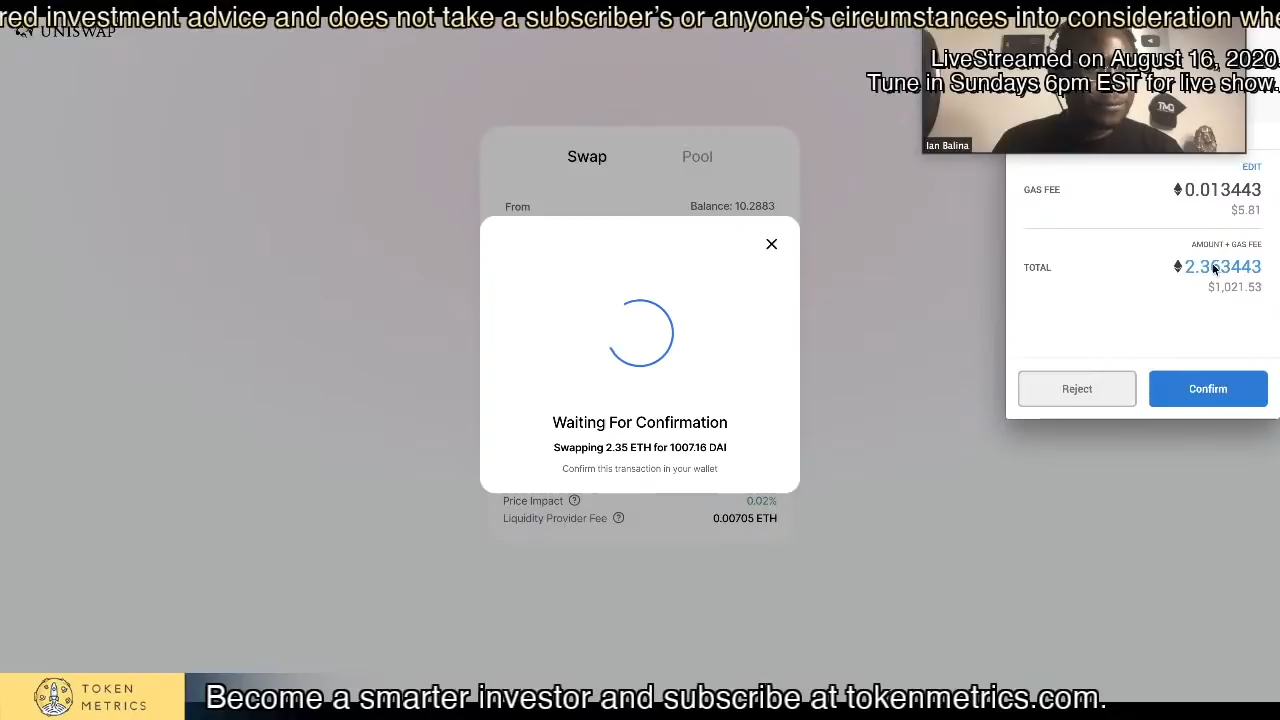 red investment advice and does not take a subscriber's or anyone's circumstances into consideration whe
UNISWAP
LiveStreamed on August 16, 2020.
Tune in Sundays 6pm EST for live show.
Ian Balina
Swap
Pool
EDIT
GAS FEE
0.013443
$5.81
From
Balance: 10.2883
AMOUNT + GAS FEE
TOTAL
2.363443
$1,021.53
Reject
Confirm
Waiting For Confirmation
Swapping 2.35 ETH for 1007.16 DAI
Confirm this transaction in your wallet
Price Impact
0.02%
Liquidity Provider Fee
0.00705 ETH
TOKEN
METRICS
Become a smarter investor and subscribe at tokenmetrics.com.